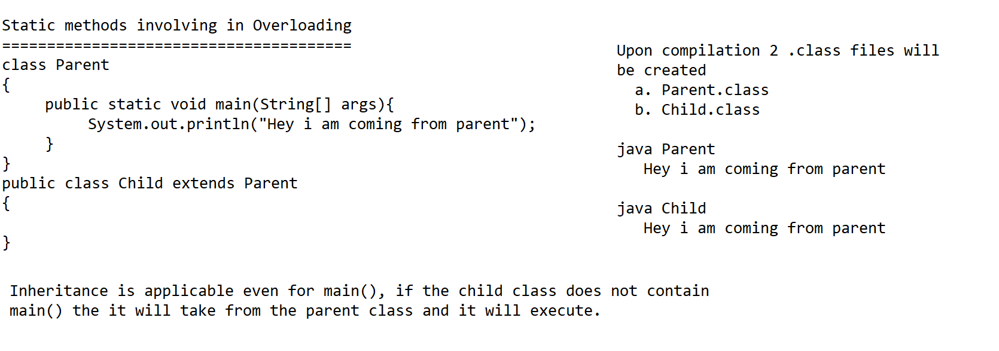 Static methods involving in Overloading
=======================================
class Parent
{
public static void main(String[] args){
System.out.println("Hey i am coming from parent");
}
}
public class Child extends Parent
{
}
Upon compilation 2 .class files will
be created
a. Parent.class
b. Child.class
java Parent
Hey i am coming from parent
java Child
Hey i am coming from parent
Inheritance is applicable even for main(), if the child class does not contain
main() the it will take from the parent class and it will execute.